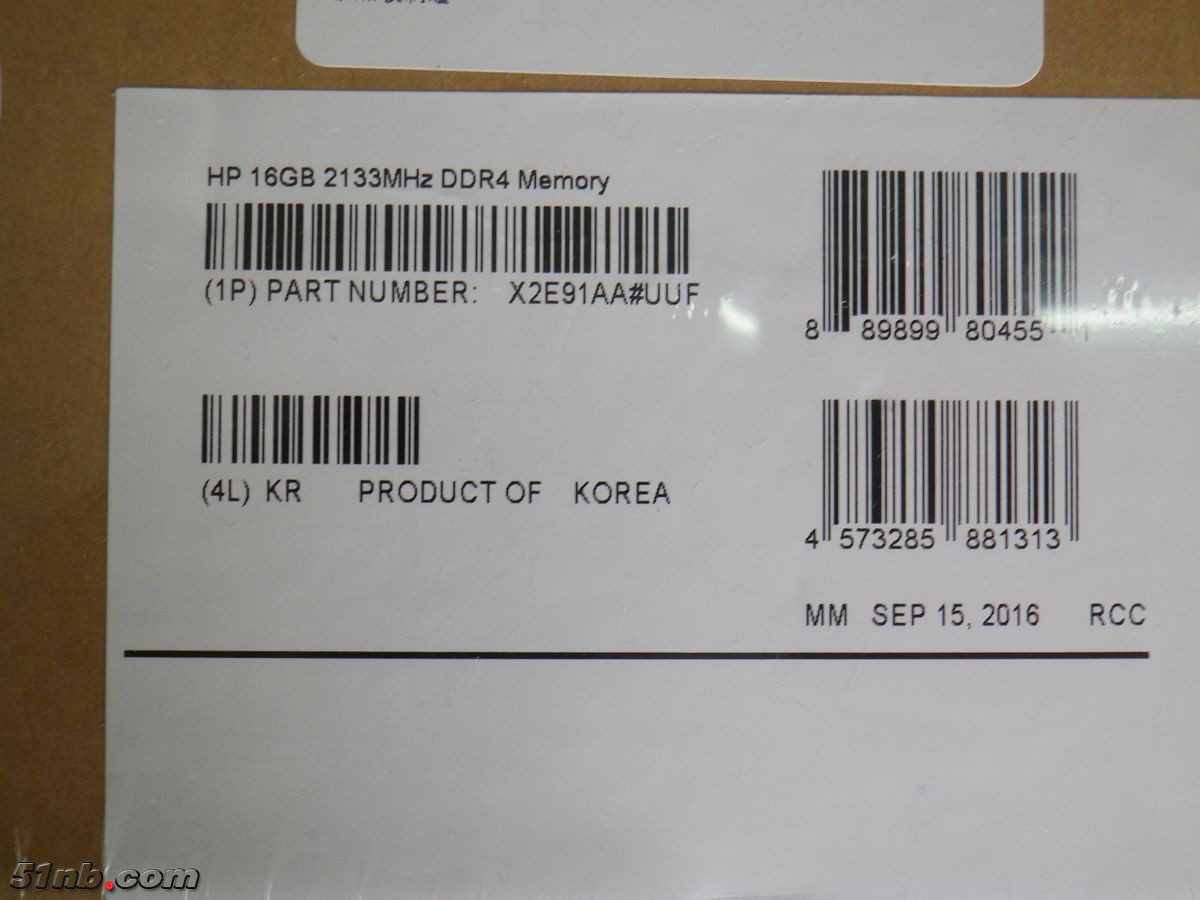 HP 16GB 2133MHz DDR4 Memory
(1P) PART NUMBER: X2E91AA#UUF
8 89899 80455 1
(4L) KR PRODUCT OF KOREA
4 573285 881313
MM SEP 15, 2016 RCC
51nb.com